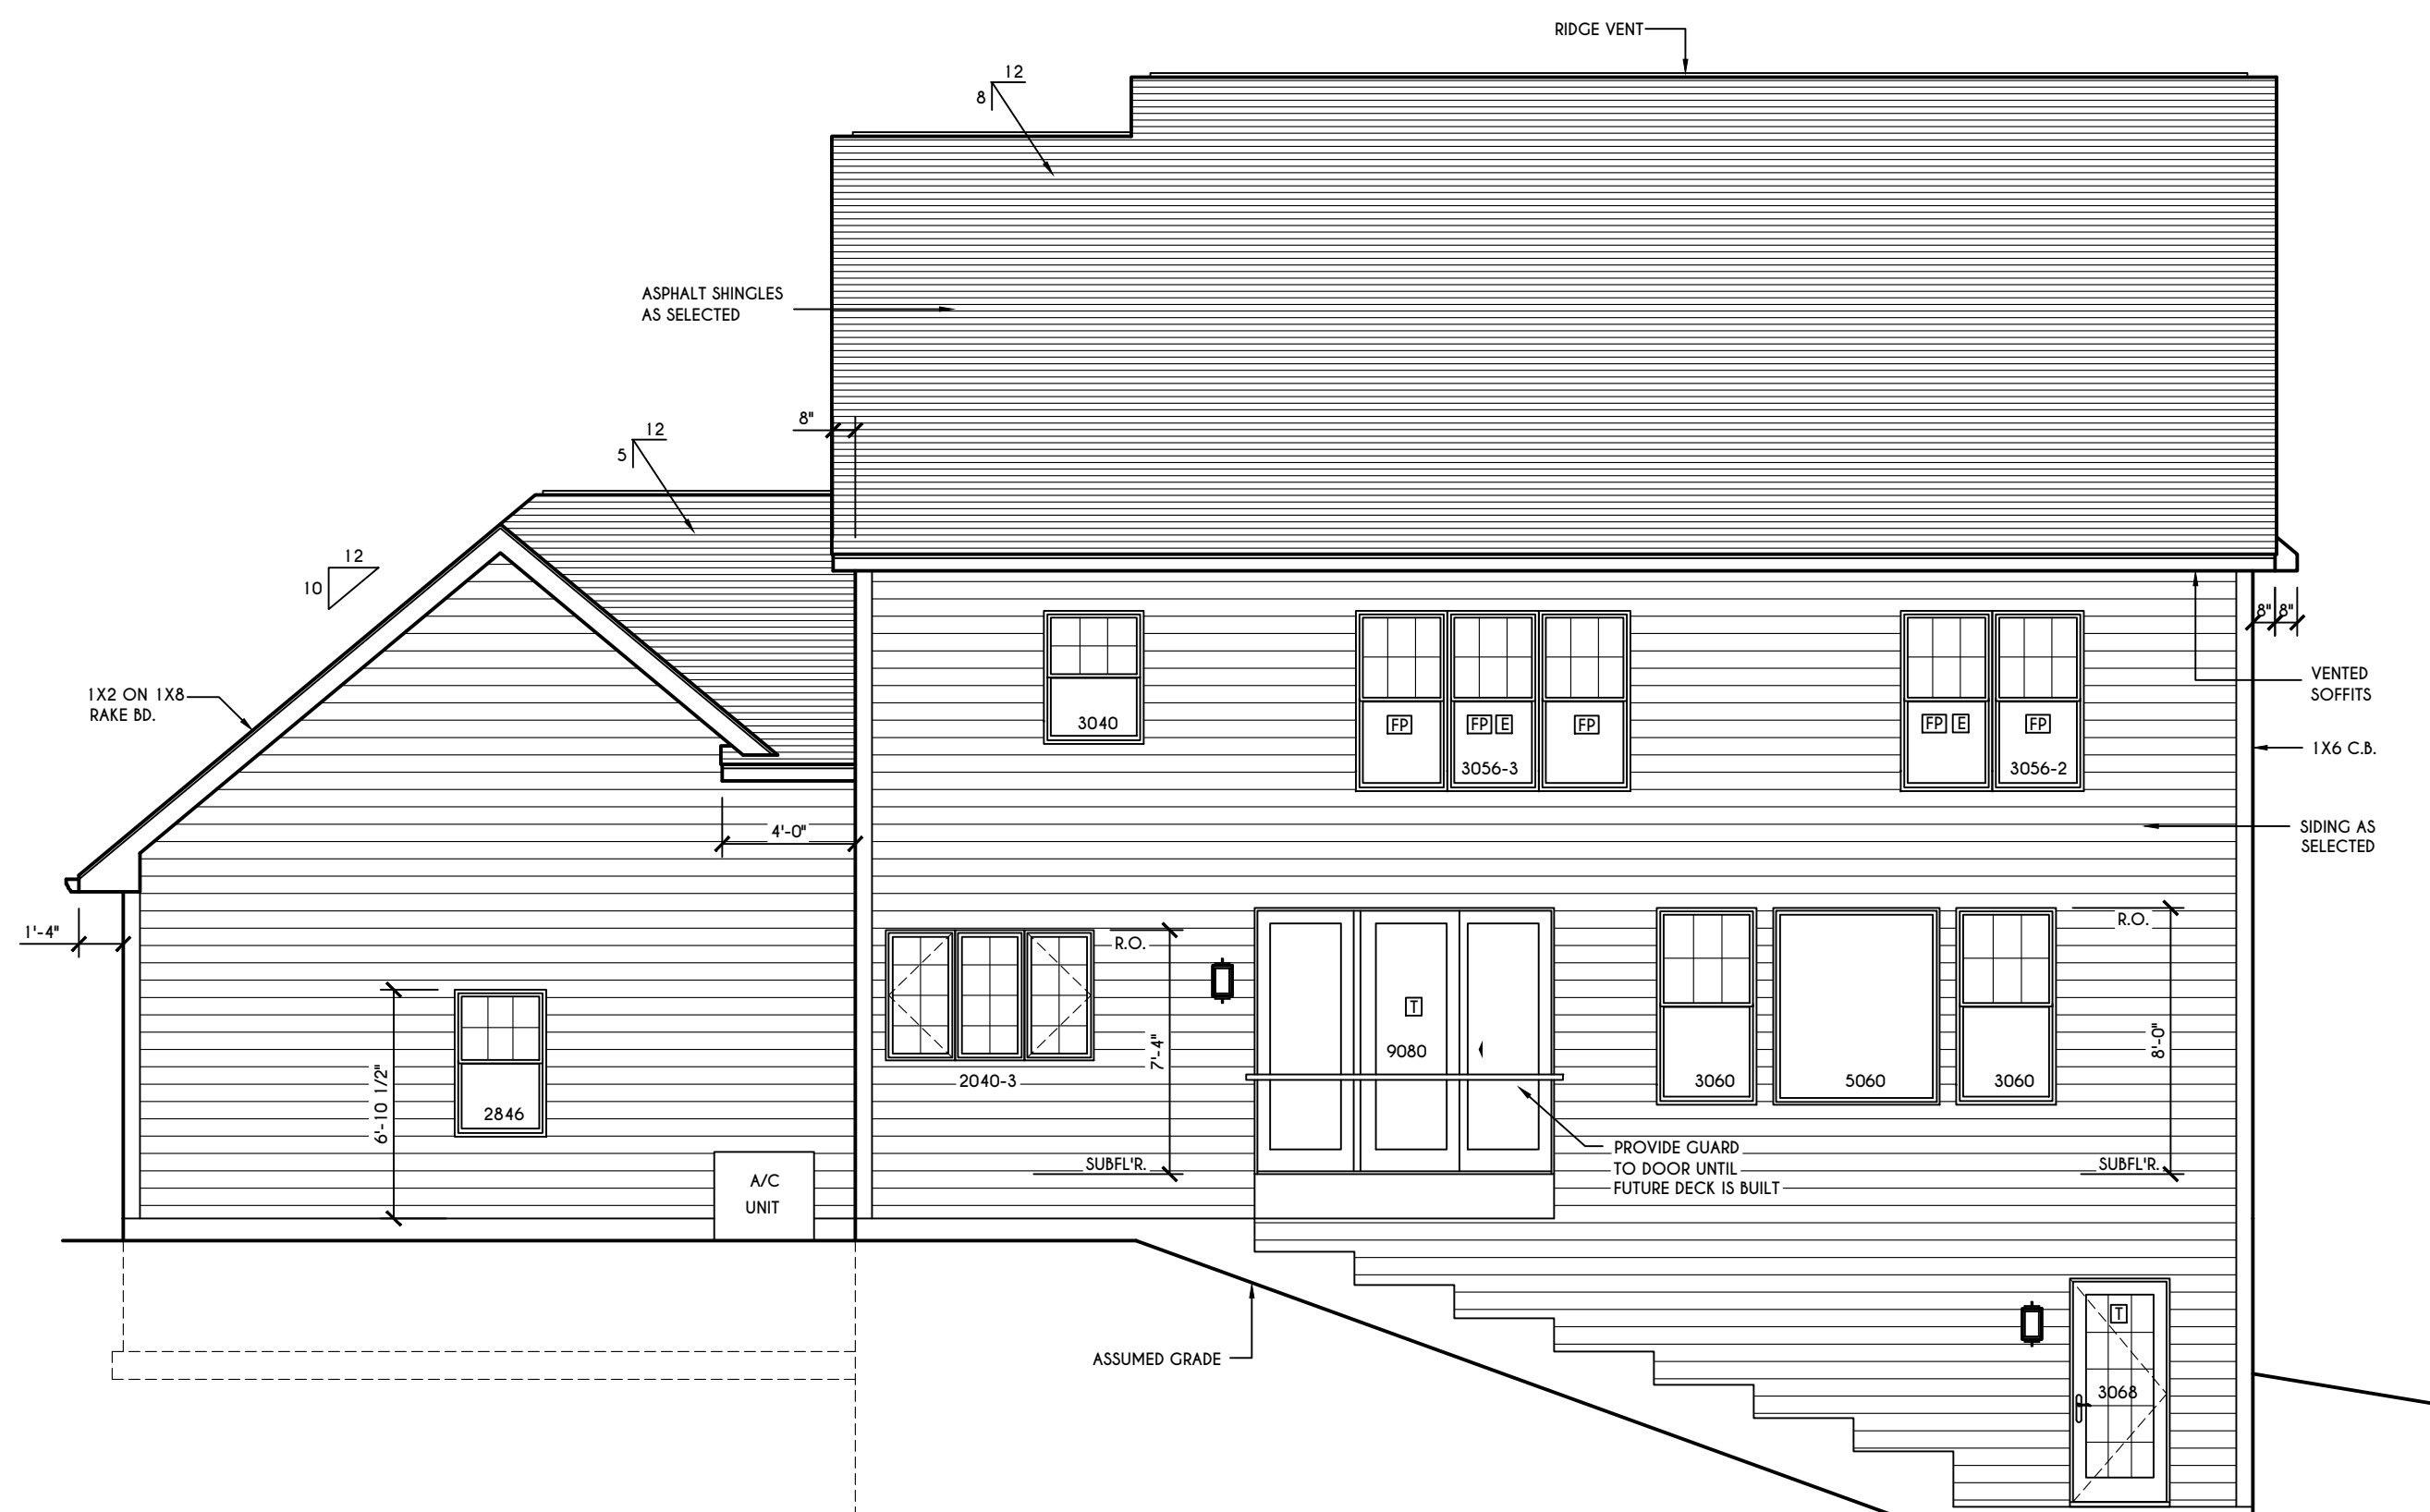 RIDGE VENT
12
8
ASPHALT SHINGLES
AS SELECTED
8"
12
5
12
10
8" 8"
1X2 ON 1X8
RAKE BD.
VENTED
SOFFITS
3040
FP
FP E
FP
3056-3
FP E
FP
3056-2
1X6 C.B.
4'-0"
SIDING AS
SELECTED
1'-4"
R.O.
R.O.
T
9080
7'-4"
8'-0"
2040-3
3060
5060
3060
6'-10 1/2"
2846
SUBFL'R.
SUBFL'R.
PROVIDE GUARD
TO DOOR UNTIL
FUTURE DECK IS BUILT
A/C
UNIT
ASSUMED GRADE
T
3068